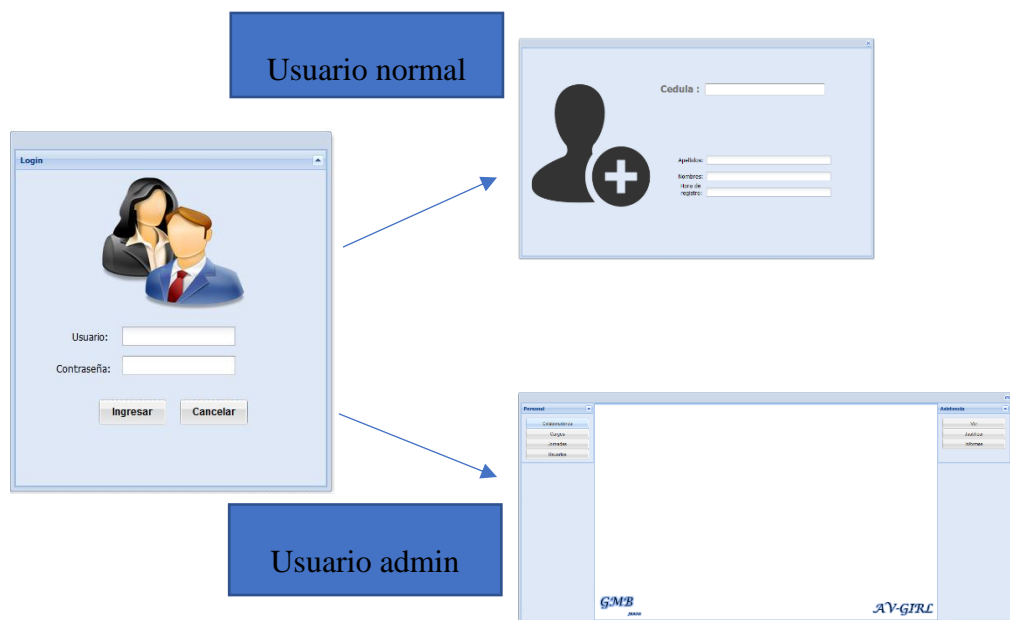 Usuario normal
Cedula :
Apellidos:
Nombres:
Hora de
registro:
Login
Usuario:
Contraseña:
Ingresar Cancelar
Usuario admin
Personal
Colaboradores
Cargos
Jornadas
Usuarios
Asistencia
Ver
Justificar
Informes
GMB
AV-GIRL